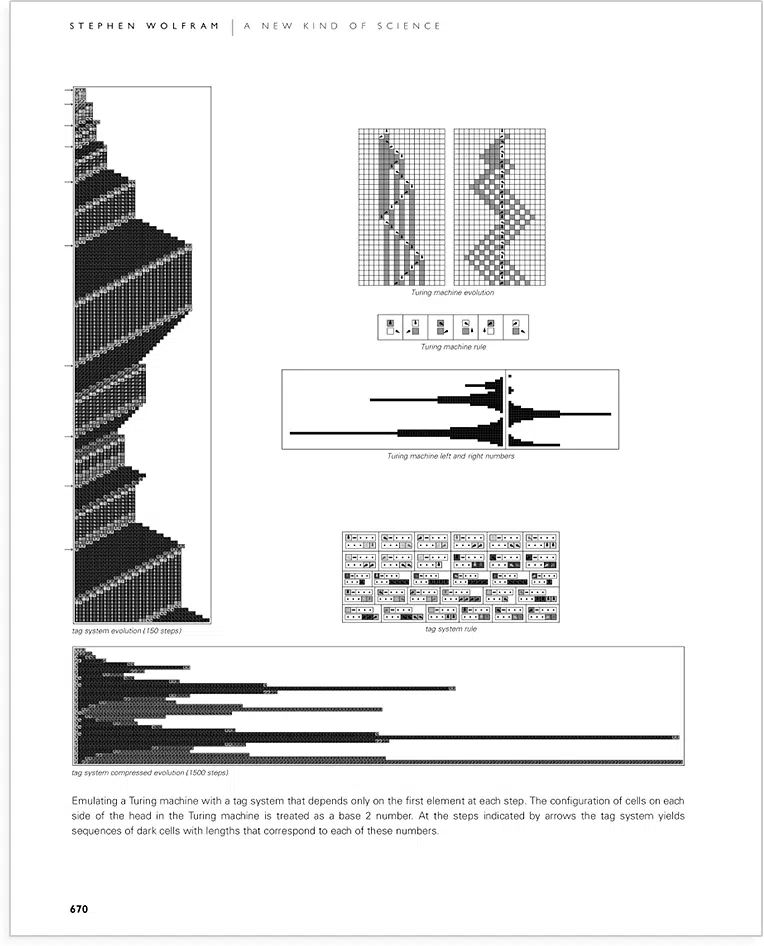 STEPHEN WOLFRAM | A NEW KIND OF SCIENCE
Turing machine evolution
Turing machine rule
Turing machine left and right numbers
tag system evolution (150 steps)
tag system rule
tag system compressed evolution (1500 steps)
Emulating a Turing machine with a tag system that depends only on the first element at each step. The configuration of cells on each
side of the head in the Turing machine is treated as a base 2 number. At the steps indicated by arrows the tag system yields
sequences of dark cells with lengths that correspond to each of these numbers.
670